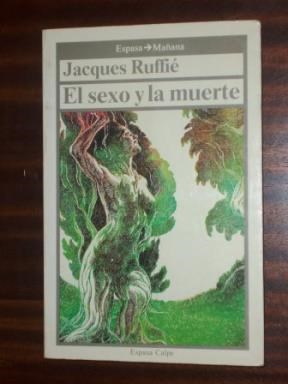 Espasa → Mañana
Jacques Ruffié
El sexo y la muerte
Espasa Calpe